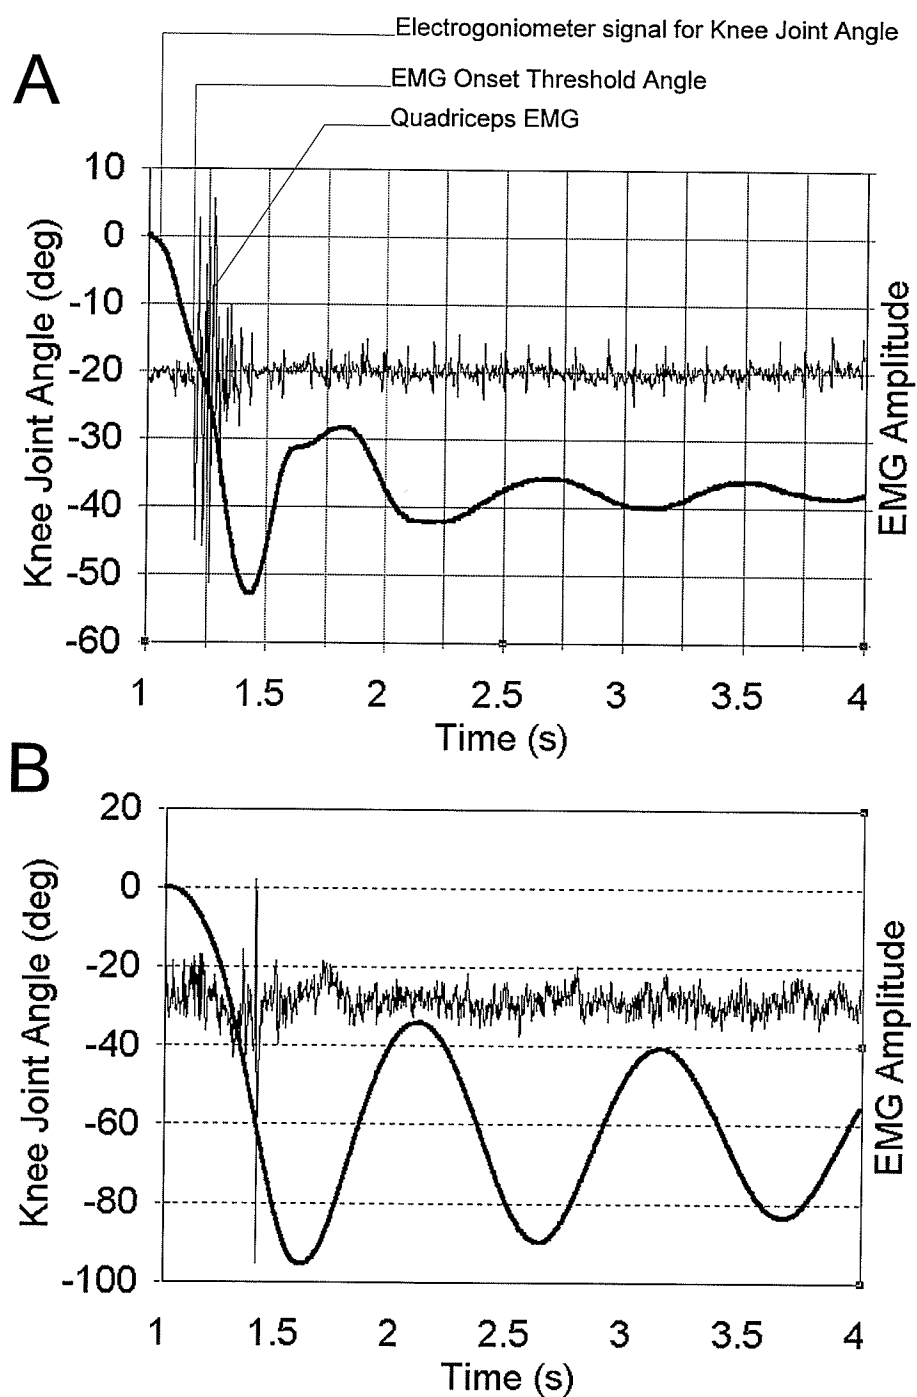 A
Electrogoniometer signal for Knee Joint Angle
EMG Onset Threshold Angle
Quadriceps EMG
Knee Joint Angle (deg)
10
0
-10
-20
-30
-40
-50
-60
EMG Amplitude
1 1.5 2 2.5 3 3.5 4
Time (s)
B
Knee Joint Angle (deg)
20
0
-20
-40
-60
-80
-100
EMG Amplitude
1 1.5 2 2.5 3 3.5 4
Time (s)